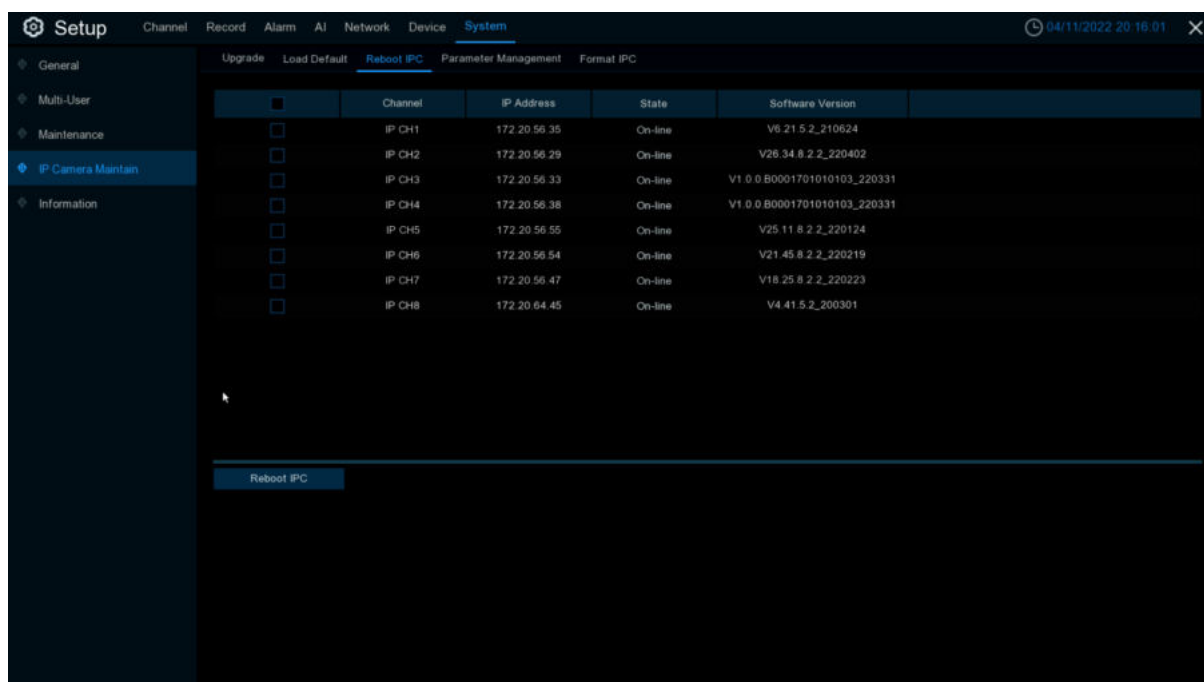 Setup Channel Record Alarm AI Network Device System 04/11/2022 20:16:01
General
Multi-User
Maintenance
IP Camera Maintain
Information
Upgrade Load Default Reboot IPC Parameter Management Format IPC
Channel IP Address State Software Version
IP CH1 172.20.56.35 On-line V6.21.5.2_210624
IP CH2 172.20.56.29 On-line V26.34.8.2.2_220402
IP CH3 172.20.56.33 On-line V1.0.0.B0001701010103_220331
IP CH4 172.20.56.38 On-line V1.0.0.B0001701010103_220331
IP CH5 172.20.56.55 On-line V25.11.8.2.2_220124
IP CH6 172.20.56.54 On-line V21.45.8.2.2_220219
IP CH7 172.20.56.47 On-line V18.25.8.2.2_220223
IP CH8 172.20.64.45 On-line V4.41.5.2_200301
Reboot IPC